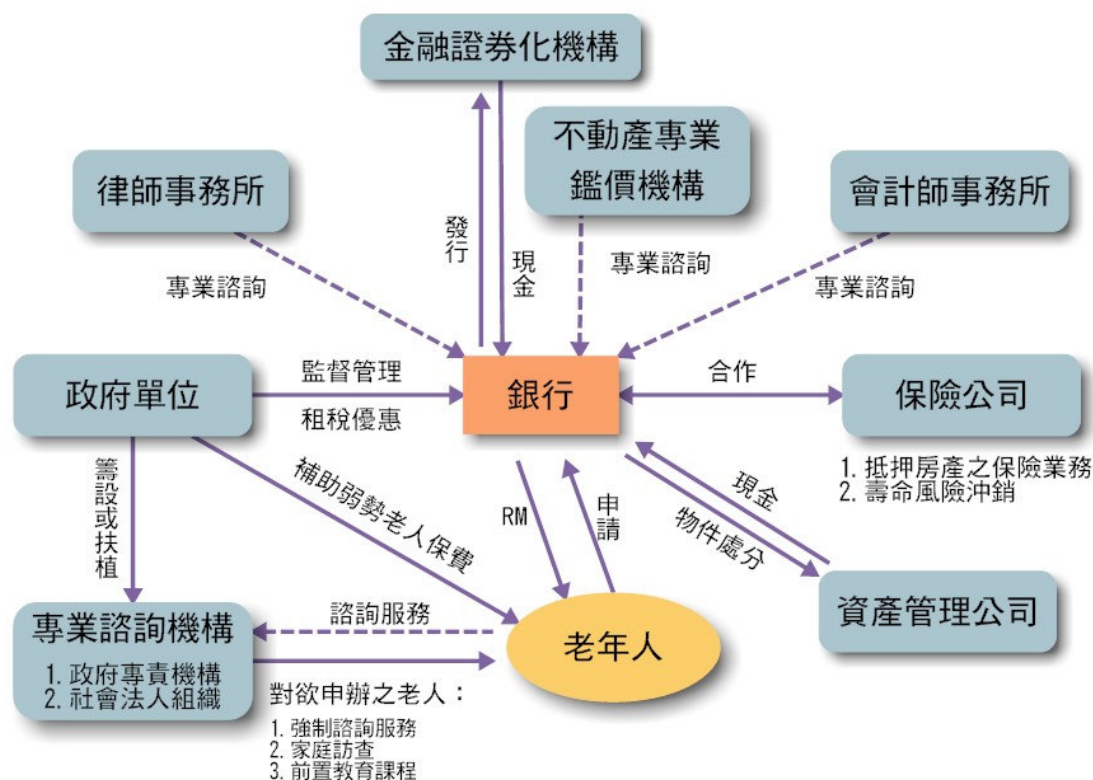 金融證券化機構
不動產專業
鑑價機構
律師事務所
會計師事務所
發行
現金
專業諮詢
專業諮詢
專業諮詢
政府單位
監督管理
租稅優惠
銀行
合作
保險公司
1. 抵押房產之保險業務
2. 壽命風險沖銷
籌設或扶植
補助弱勢老人保費
RM
申請
現金
物件處分
資產管理公司
專業諮詢機構
1. 政府專責機構
2. 社會法人組織
諮詢服務
老年人
對欲申辦之老人：
1. 強制諮詢服務
2. 家庭訪查
3. 前置教育課程